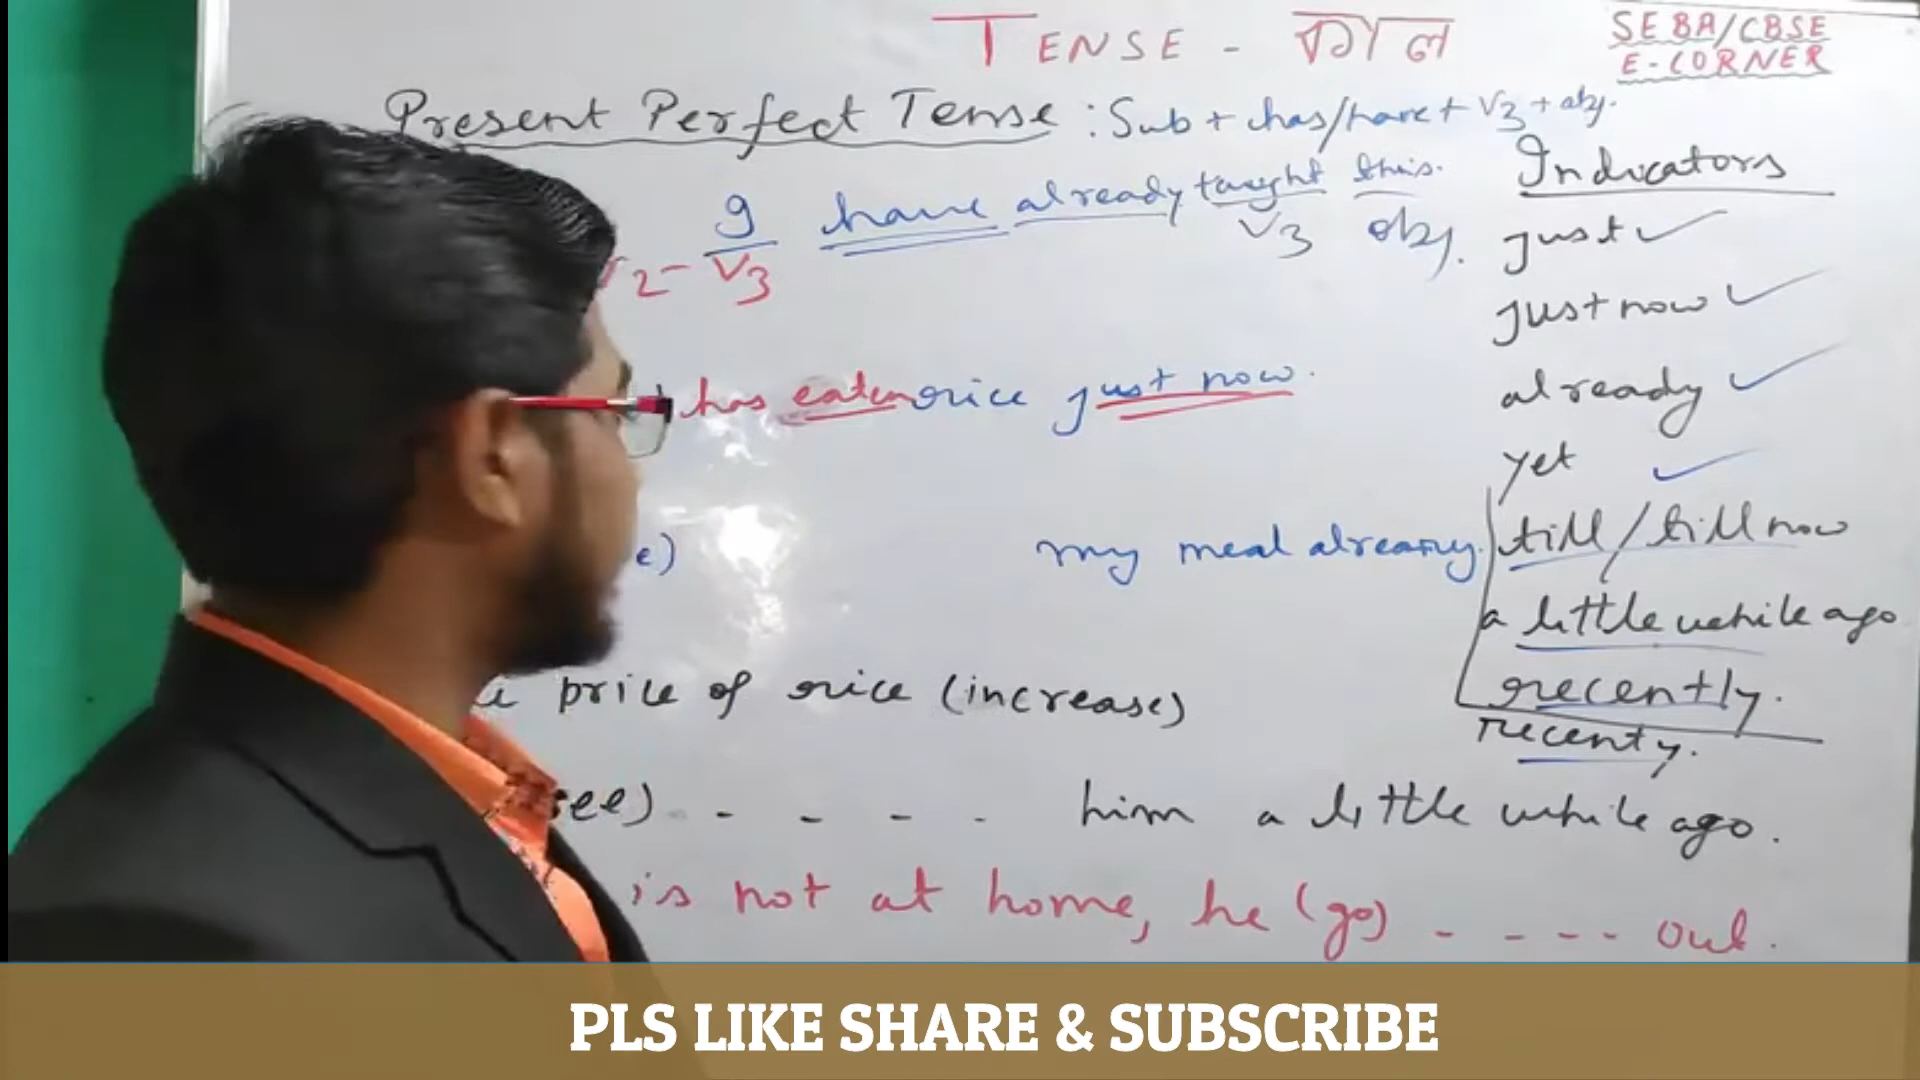 TENSE - কাল
SEBA/CBSE
E-CORNER
Present Perfect Tense : Sub + has/have + V3 + obj.
Indicators
I have already taught this.
V3 obj.
2 - V3
just ✓
just now ✓
already ✓
yet ✓
till / till now
a little while ago
recently.
recenty.
has eaten rice just now.
e) my meal already.
price of rice (increase)
see) - - - - him a little while ago.
is not at home, he (go) - - - - out.
PLS LIKE SHARE & SUBSCRIBE